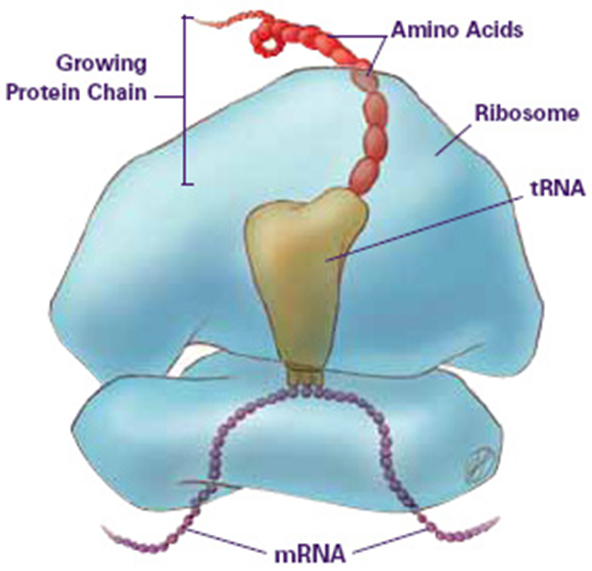 Amino Acids
Growing
Protein Chain
Ribosome
tRNA
mRNA